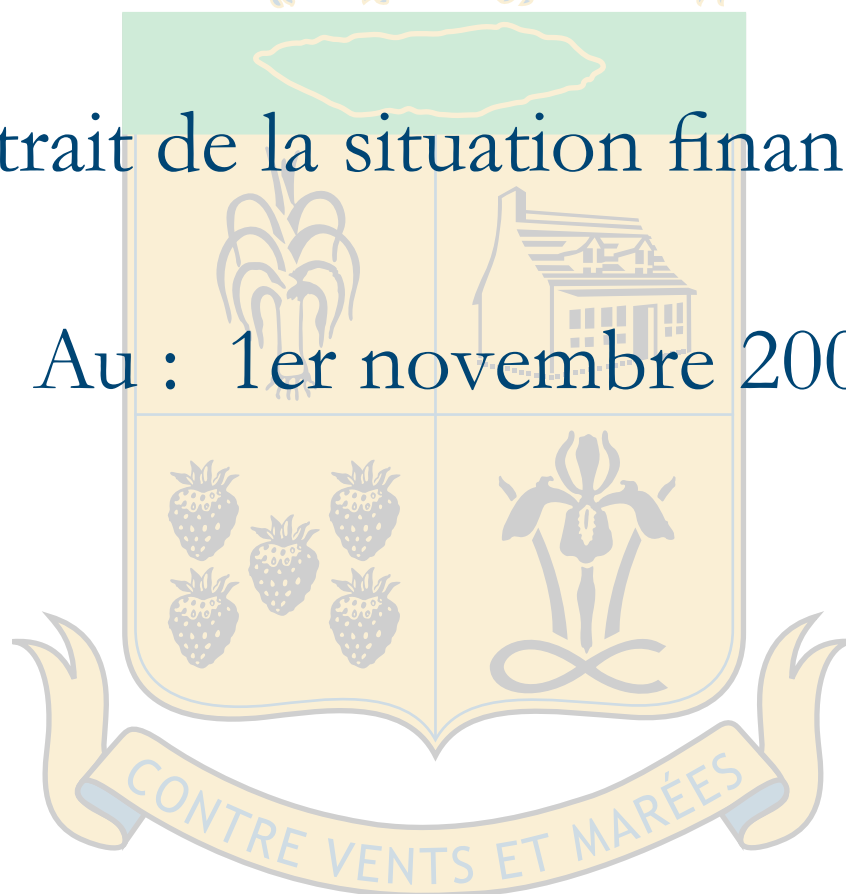 trait de la situation finan
Au : 1er novembre 200
CONTRE VENTS ET MARÉES